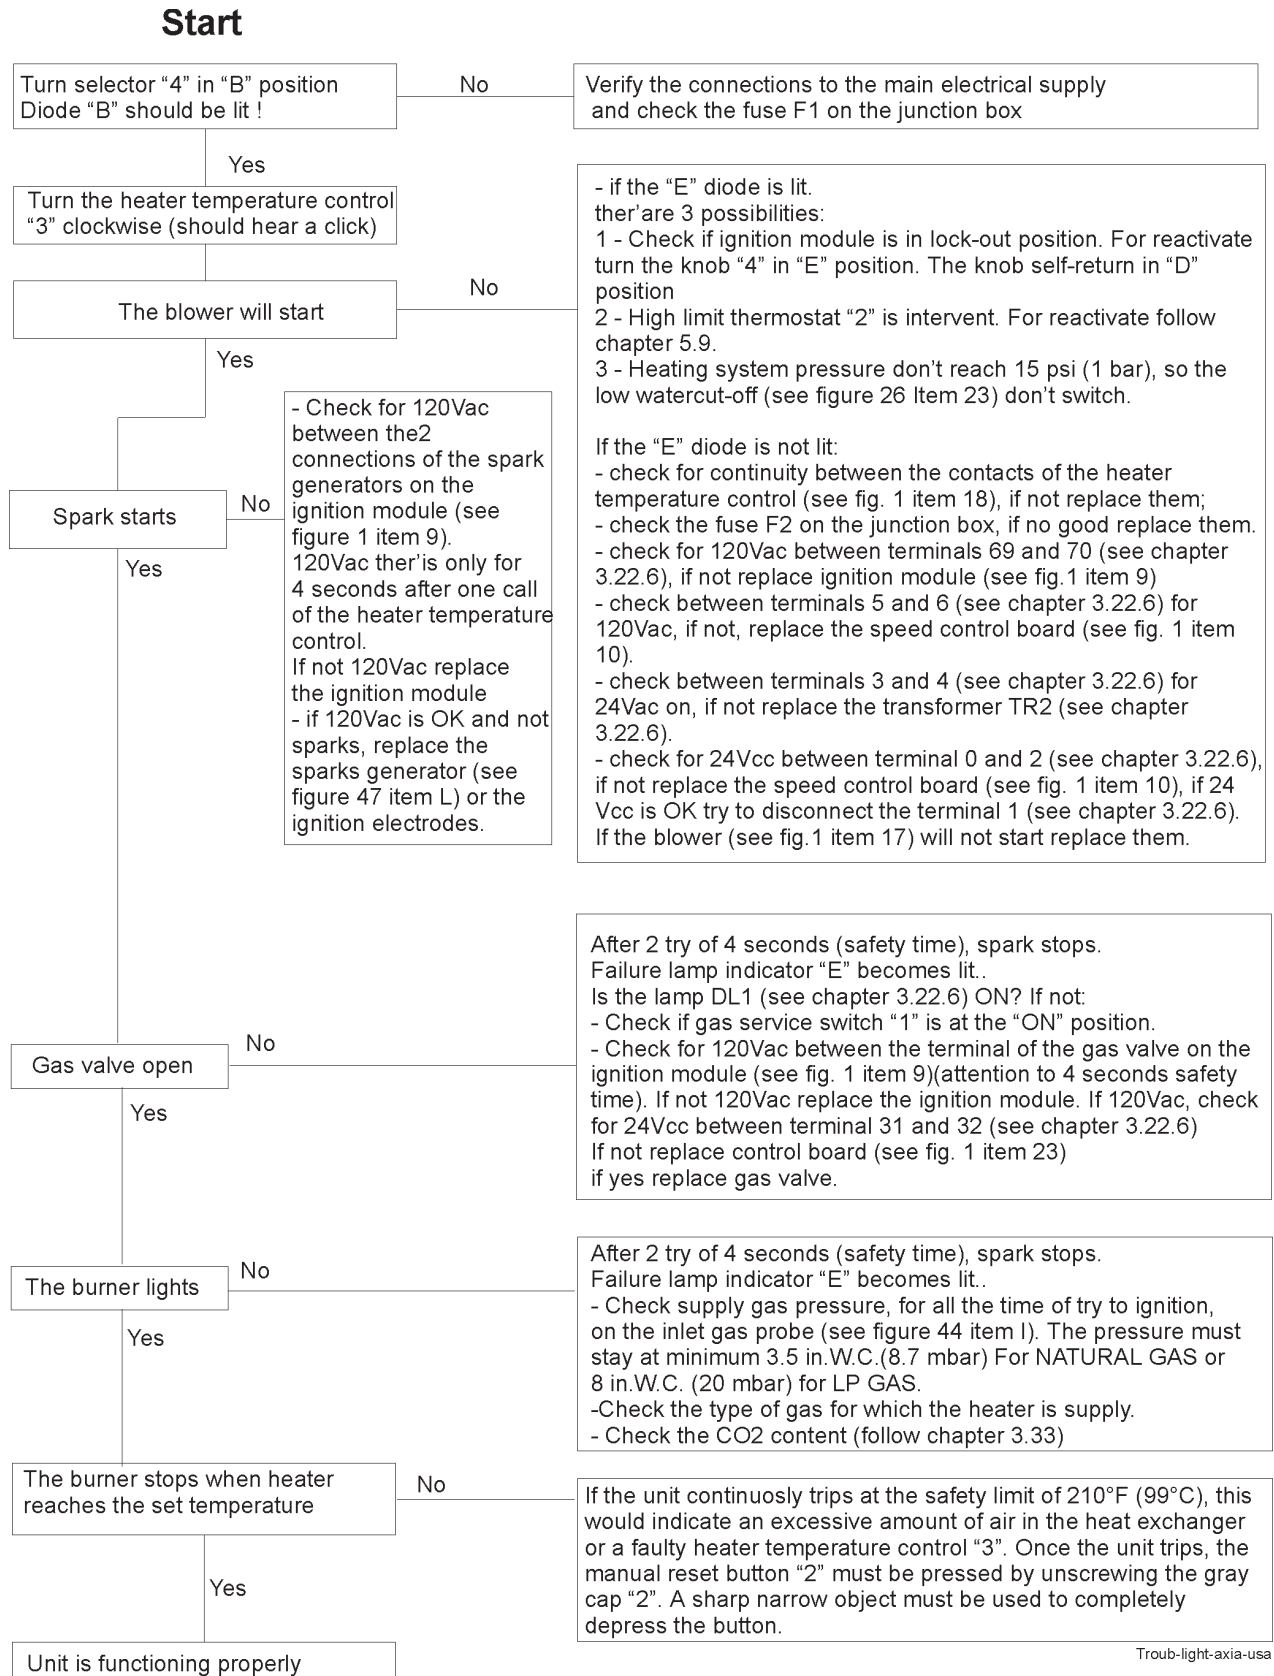 Start
Turn selector “4” in “B” position
Diode “B” should be lit !
No
Verify the connections to the main electrical supply
and check the fuse F1 on the junction box
Yes
Turn the heater temperature control
“3” clockwise (should hear a click)
The blower will start
No
- if the “E” diode is lit.
ther’are 3 possibilities:
1 - Check if ignition module is in lock-out position. For reactivate
turn the knob “4” in “E” position. The knob self-return in “D”
position
2 - High limit thermostat “2” is intervent. For reactivate follow
chapter 5.9.
3 - Heating system pressure don’t reach 15 psi (1 bar), so the
low watercut-off (see figure 26 Item 23) don’t switch.
If the “E” diode is not lit:
- check for continuity between the contacts of the heater
temperature control (see fig. 1 item 18), if not replace them;
- check the fuse F2 on the junction box, if no good replace them.
- check for 120Vac between terminals 69 and 70 (see chapter
3.22.6), if not replace ignition module (see fig.1 item 9)
- check between terminals 5 and 6 (see chapter 3.22.6) for
120Vac, if not, replace the speed control board (see fig. 1 item
10).
- check between terminals 3 and 4 (see chapter 3.22.6) for
24Vac on, if not replace the transformer TR2 (see chapter
3.22.6).
- check for 24Vcc between terminal 0 and 2 (see chapter 3.22.6),
if not replace the speed control board (see fig. 1 item 10), if 24
Vcc is OK try to disconnect the terminal 1 (see chapter 3.22.6).
If the blower (see fig.1 item 17) will not start replace them.
Yes
Spark starts
No
- Check for 120Vac
between the2
connections of the spark
generators on the
ignition module (see
figure 1 item 9).
120Vac ther’is only for
4 seconds after one call
of the heater temperature
control.
If not 120Vac replace
the ignition module
- if 120Vac is OK and not
sparks, replace the
sparks generator (see
figure 47 item L) or the
ignition electrodes.
Yes
Gas valve open
No
After 2 try of 4 seconds (safety time), spark stops.
Failure lamp indicator “E” becomes lit..
Is the lamp DL1 (see chapter 3.22.6) ON? If not:
- Check if gas service switch “1” is at the “ON” position.
- Check for 120Vac between the terminal of the gas valve on the
ignition module (see fig. 1 item 9)(attention to 4 seconds safety
time). If not 120Vac replace the ignition module. If 120Vac, check
for 24Vcc between terminal 31 and 32 (see chapter 3.22.6)
If not replace control board (see fig. 1 item 23)
if yes replace gas valve.
Yes
The burner lights
No
After 2 try of 4 seconds (safety time), spark stops.
Failure lamp indicator “E” becomes lit..
- Check supply gas pressure, for all the time of try to ignition,
on the inlet gas probe (see figure 44 item I). The pressure must
stay at minimum 3.5 in.W.C.(8.7 mbar) For NATURAL GAS or
8 in.W.C. (20 mbar) for LP GAS.
-Check the type of gas for which the heater is supply.
- Check the CO2 content (follow chapter 3.33)
Yes
The burner stops when heater
reaches the set temperature
No
If the unit continuosly trips at the safety limit of 210°F (99°C), this
would indicate an excessive amount of air in the heat exchanger
or a faulty heater temperature control “3”. Once the unit trips, the
manual reset button “2” must be pressed by unscrewing the gray
cap “2”. A sharp narrow object must be used to completely
depress the button.
Yes
Unit is functioning properly
Troub-light-axia-usa